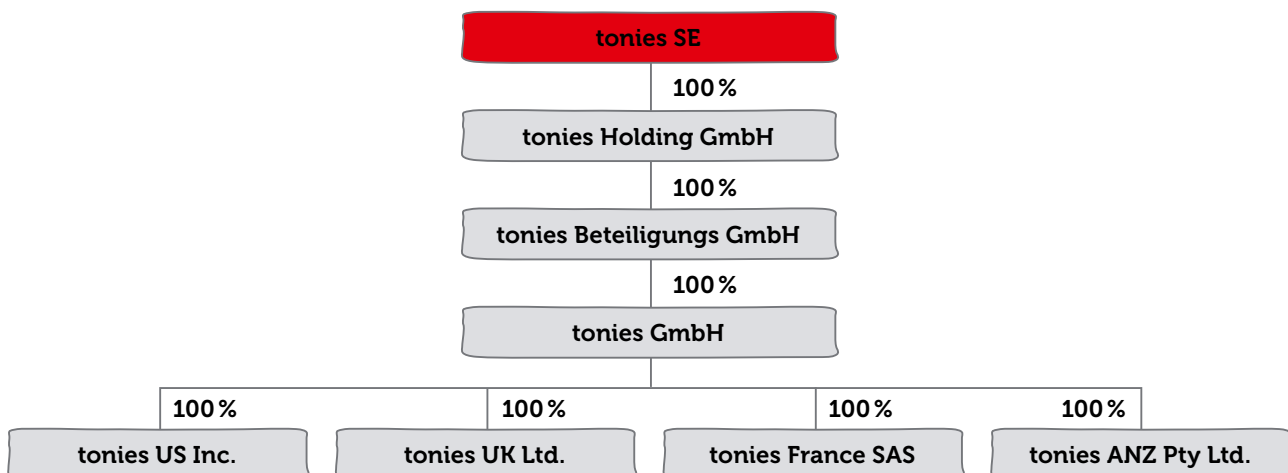 tonies SE
100 %
tonies Holding GmbH
100 %
tonies Beteiligungs GmbH
100 %
tonies GmbH
100 % 100 % 100 % 100 %
tonies US Inc. tonies UK Ltd. tonies France SAS tonies ANZ Pty Ltd.